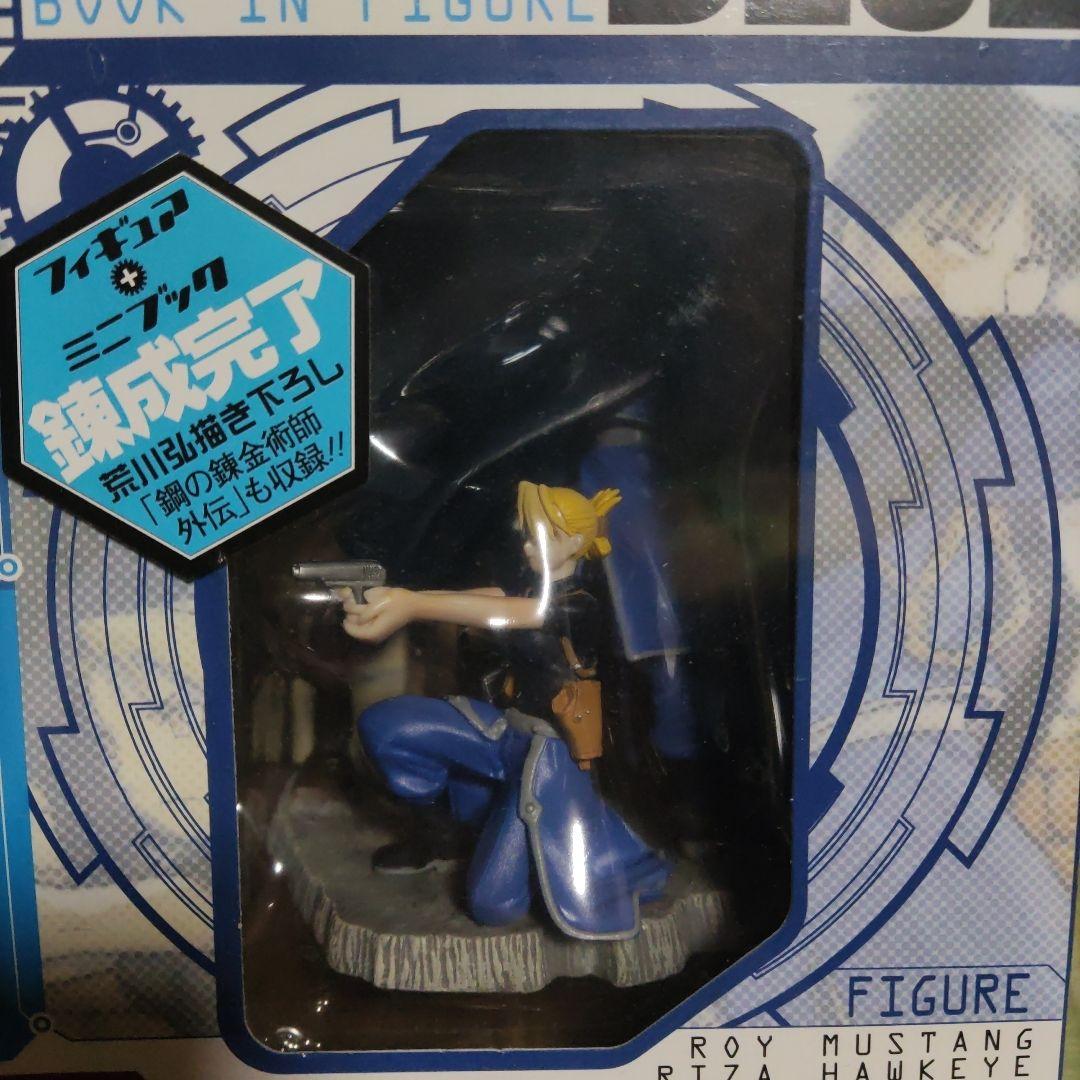 BOOK IN FIGURE
フィギュア
+
ミニブック
錬成完了
荒川弘描き下ろし
「鋼の錬金術師
外伝」も収録!!
FIGURE
ROY MUSTANG
RIZA HAWKEYE